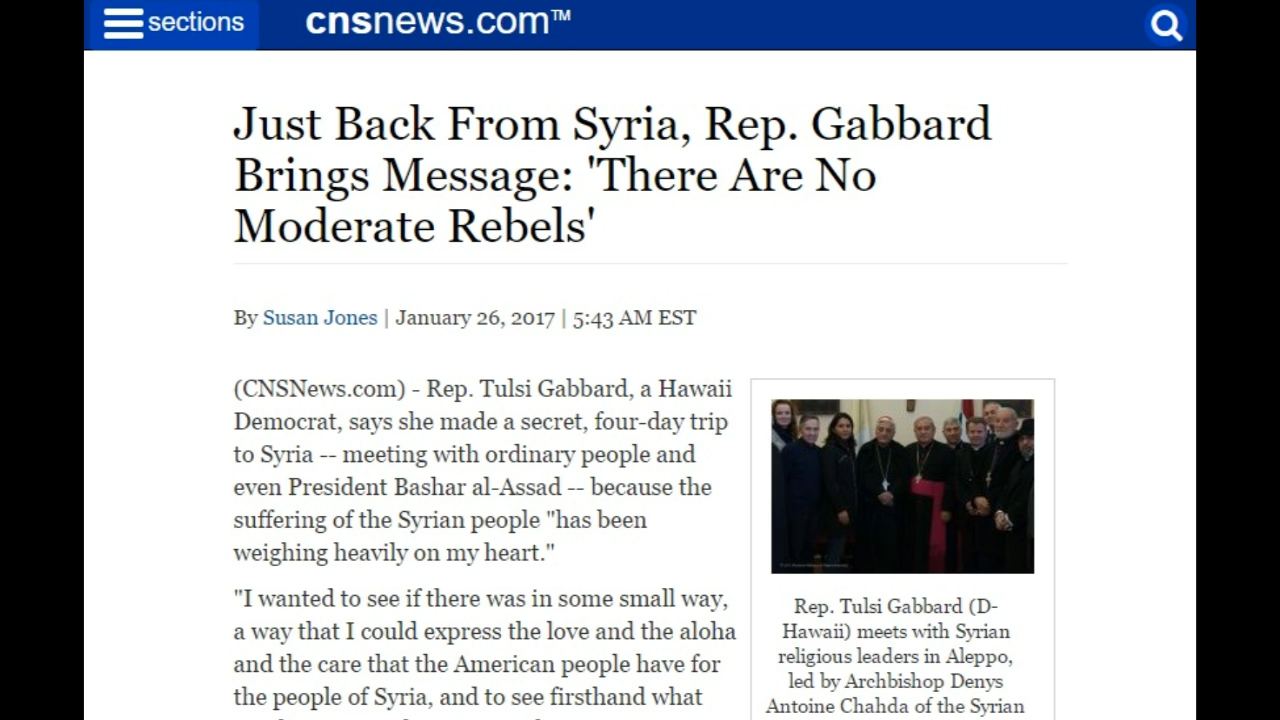 sections
cnsnews.com™
Just Back From Syria, Rep. Gabbard
Brings Message: 'There Are No
Moderate Rebels'
By Susan Jones | January 26, 2017 | 5:43 AM EST
(CNSNews.com) - Rep. Tulsi Gabbard, a Hawaii
Democrat, says she made a secret, four-day trip
to Syria -- meeting with ordinary people and
even President Bashar al-Assad -- because the
suffering of the Syrian people "has been
weighing heavily on my heart."
"I wanted to see if there was in some small way,
a way that I could express the love and the aloha
and the care that the American people have for
the people of Syria, and to see firsthand what
Rep. Tulsi Gabbard (D-
Hawaii) meets with Syrian
religious leaders in Aleppo,
led by Archbishop Denys
Antoine Chahda of the Syrian